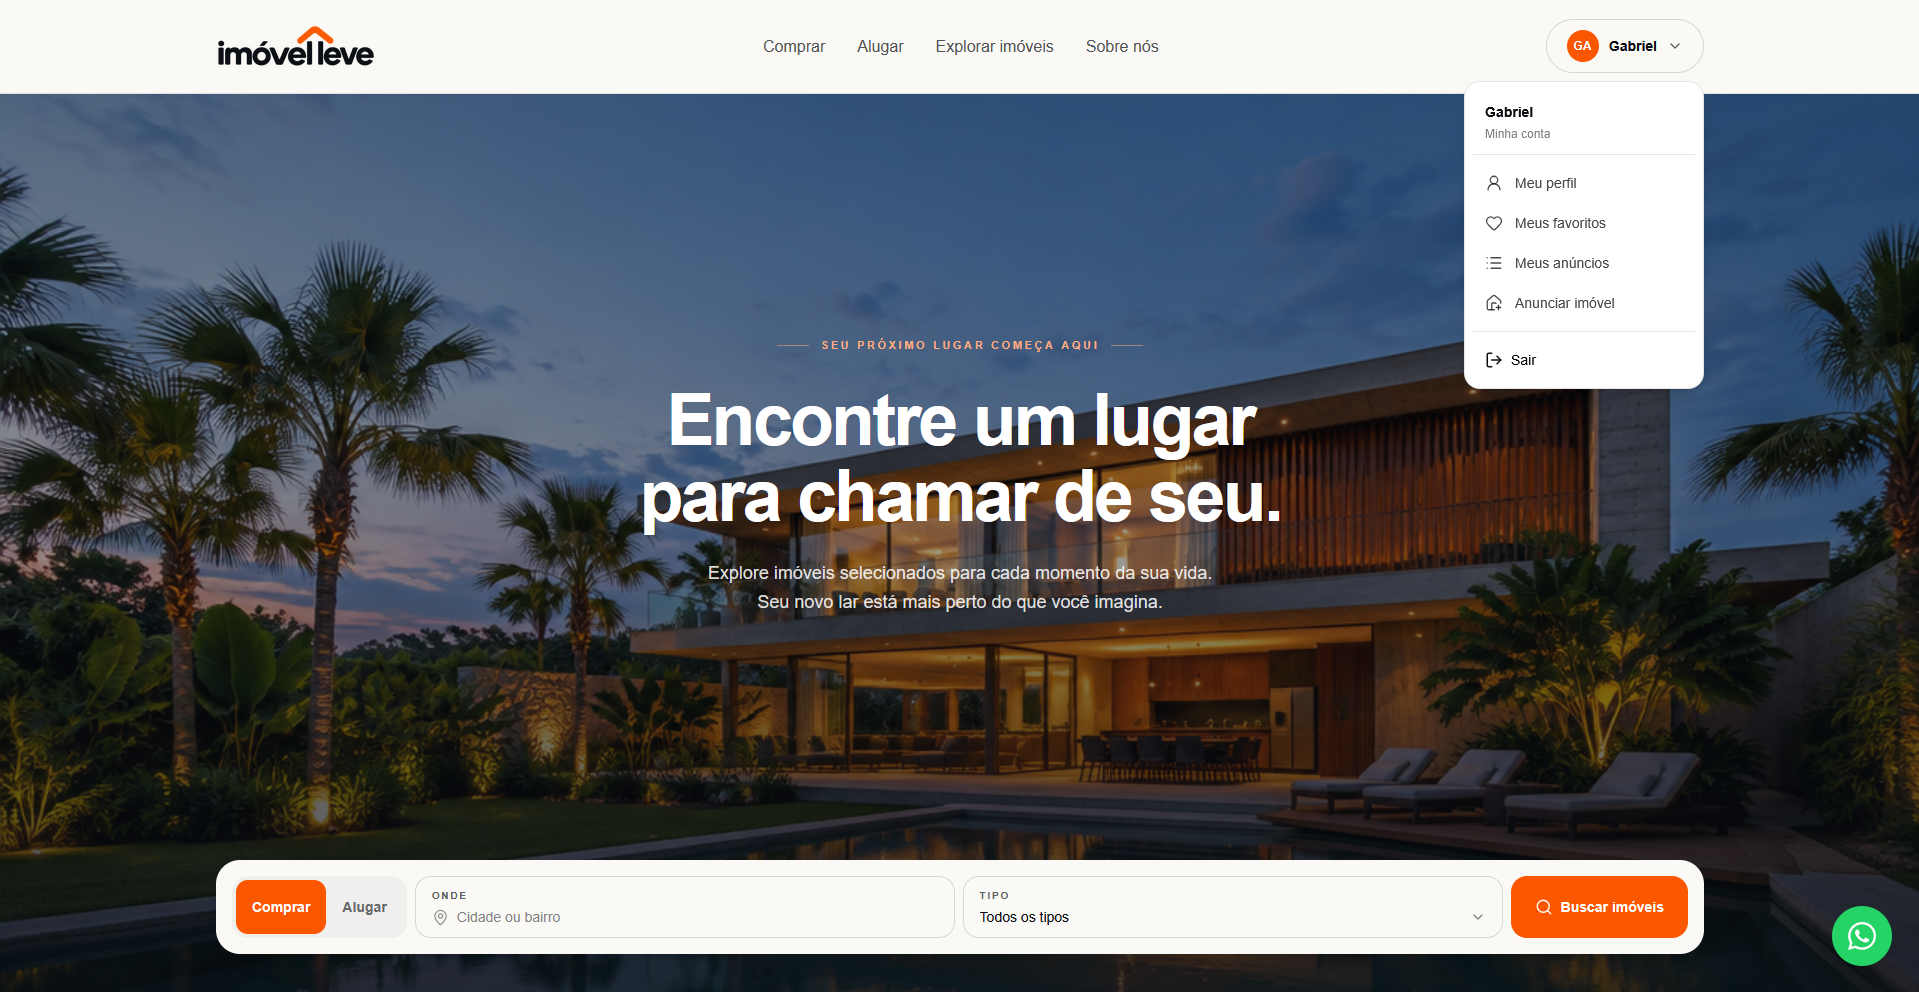 imóvel leve
Comprar
Alugar
Explorar imóveis
Sobre nós
GA
Gabriel
Gabriel
Minha conta
Meu perfil
Meus favoritos
Meus anúncios
Anunciar imóvel
Sair
SEU PRÓXIMO LUGAR COMEÇA AQUI
Encontre um lugar
para chamar de seu.
Explore imóveis selecionados para cada momento da sua vida.
Seu novo lar está mais perto do que você imagina.
Comprar
Alugar
ONDE
Cidade ou bairro
TIPO
Todos os tipos
Buscar imóveis